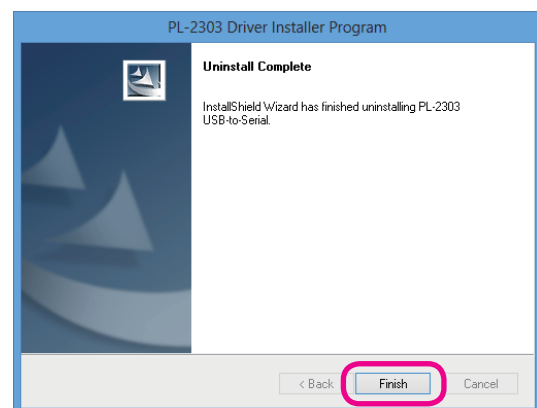 PL-2303 Driver Installer Program
Uninstall Complete
InstallShield Wizard has finished uninstalling PL-2303
USB-to-Serial.
< Back Finish Cancel